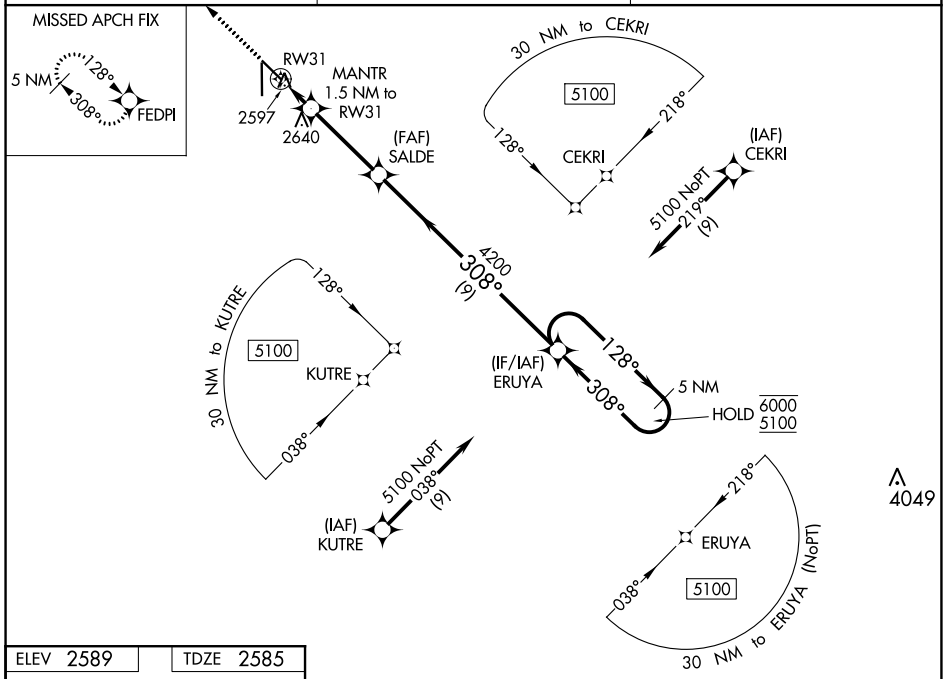 MISSED APCH FIX
5 NM
128°
308°
FEDPI
RW31
2597
MANTR
1.5 NM to
RW31
2640
(FAF)
SALDE
30 NM to CEKRI
5100
128°
218°
CEKRI
(IAF)
CEKRI
5100 NoPT
219°
(9)
4200
308°
(9)
30 NM to KUTRE
128°
5100
KUTRE
038°
(IF/IAF)
ERUYA
128°
308°
5 NM
HOLD
6000
5100
5100 NoPT
038°
(9)
(IAF)
KUTRE
4049
218°
ERUYA
038°
5100
30 NM to ERUYA (NoPT)
ELEV 2589
TDZE 2585